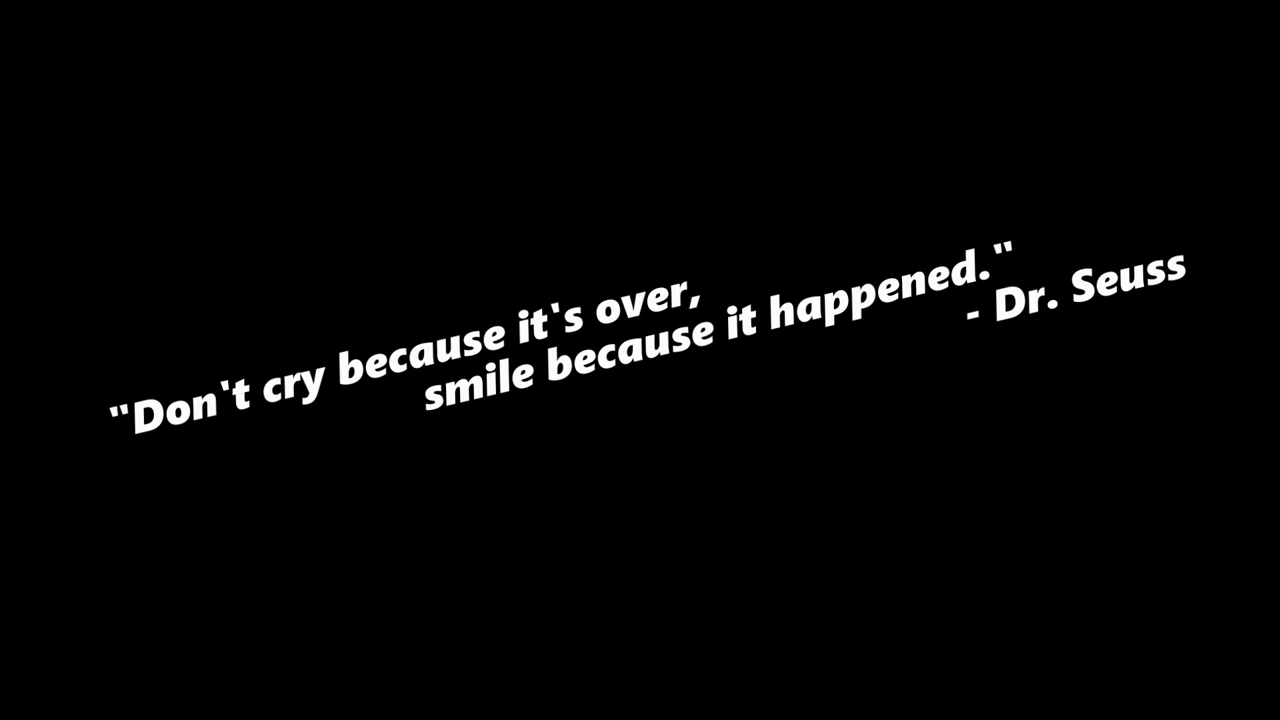 "Don't cry because it's over,
smile because it happened."
- Dr. Seuss